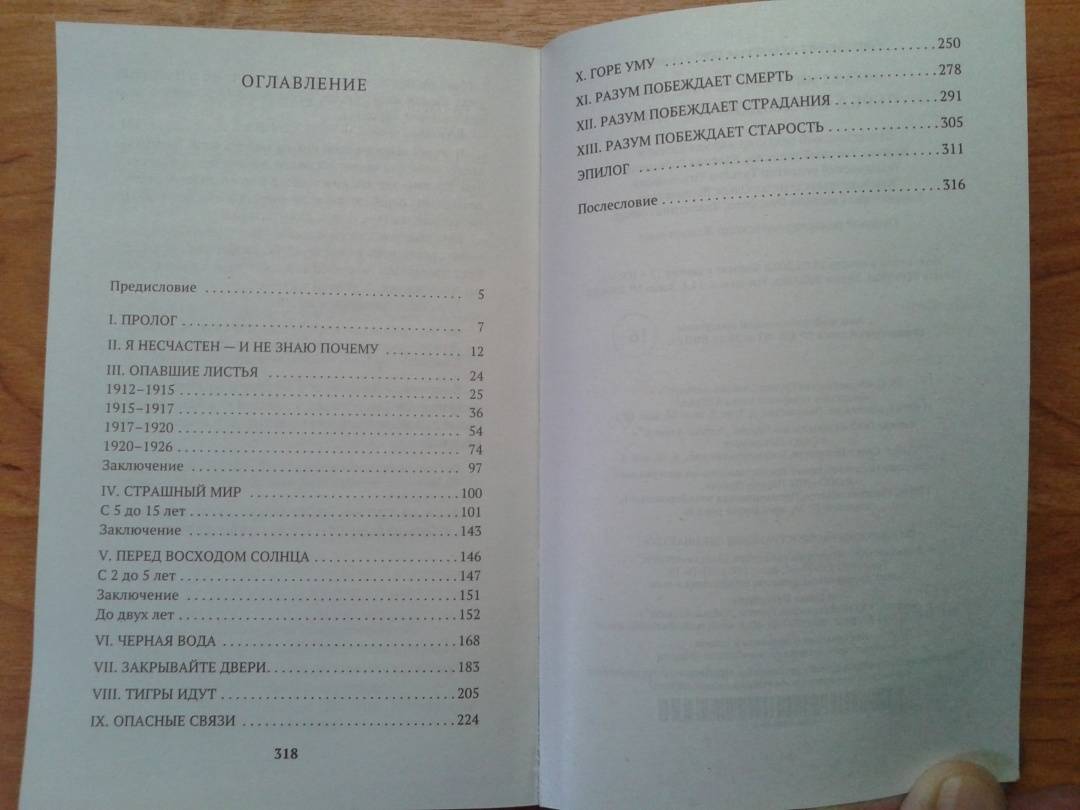 ОГЛАВЛЕНИЕ
Предисловие ........ 5
I. ПРОЛОГ ........ 7
II. Я НЕСЧАСТЕН — И НЕ ЗНАЮ ПОЧЕМУ ........ 12
III. ОПАВШИЕ ЛИСТЬЯ ........ 24
1912–1915 ........ 25
1915–1917 ........ 36
1917–1920 ........ 54
1920–1926 ........ 74
Заключение ........ 97
IV. СТРАШНЫЙ МИР ........ 100
С 5 до 15 лет ........ 101
Заключение ........ 143
V. ПЕРЕД ВОСХОДОМ СОЛНЦА ........ 146
С 2 до 5 лет ........ 147
Заключение ........ 151
До двух лет ........ 152
VI. ЧЕРНАЯ ВОДА ........ 168
VII. ЗАКРЫВАЙТЕ ДВЕРИ. ........ 183
VIII. ТИГРЫ ИДУТ ........ 205
IX. ОПАСНЫЕ СВЯЗИ ........ 224
318
X. ГОРЕ УМУ ........ 250
XI. РАЗУМ ПОБЕЖДАЕТ СМЕРТЬ ........ 278
XII. РАЗУМ ПОБЕЖДАЕТ СТРАДАНИЯ ........ 291
XIII. РАЗУМ ПОБЕЖДАЕТ СТАРОСТЬ ........ 305
ЭПИЛОГ ........ 311
Послесловие ........ 316